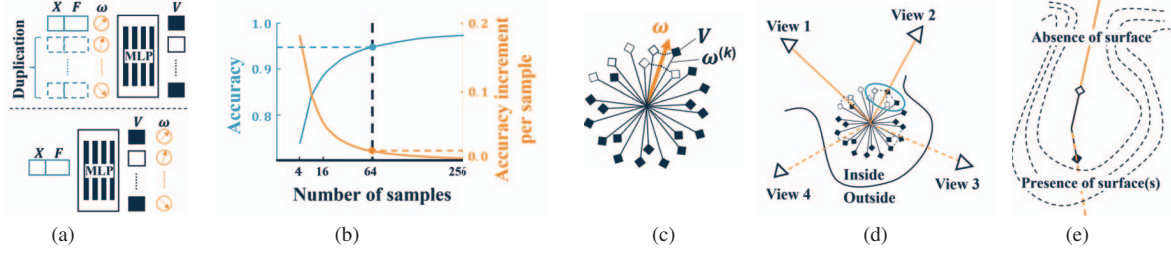 X F ω V
Duplication
MLP
V ω
X F
MLP
(a)
Accuracy
1.0
0.9
0.8
0.2
0.1
0.0
Accuracy increment
per sample
4 16 64 256
Number of samples
(b)
ω
V
ω(k)
(c)
View 1
View 2
View 3
View 4
Inside
Outside
(d)
Absence of surface
Presence of surface(s)
(e)